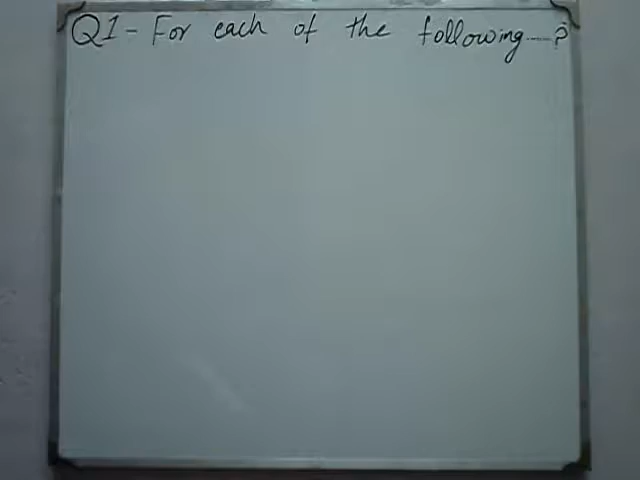 Q1- For each of the following ....?